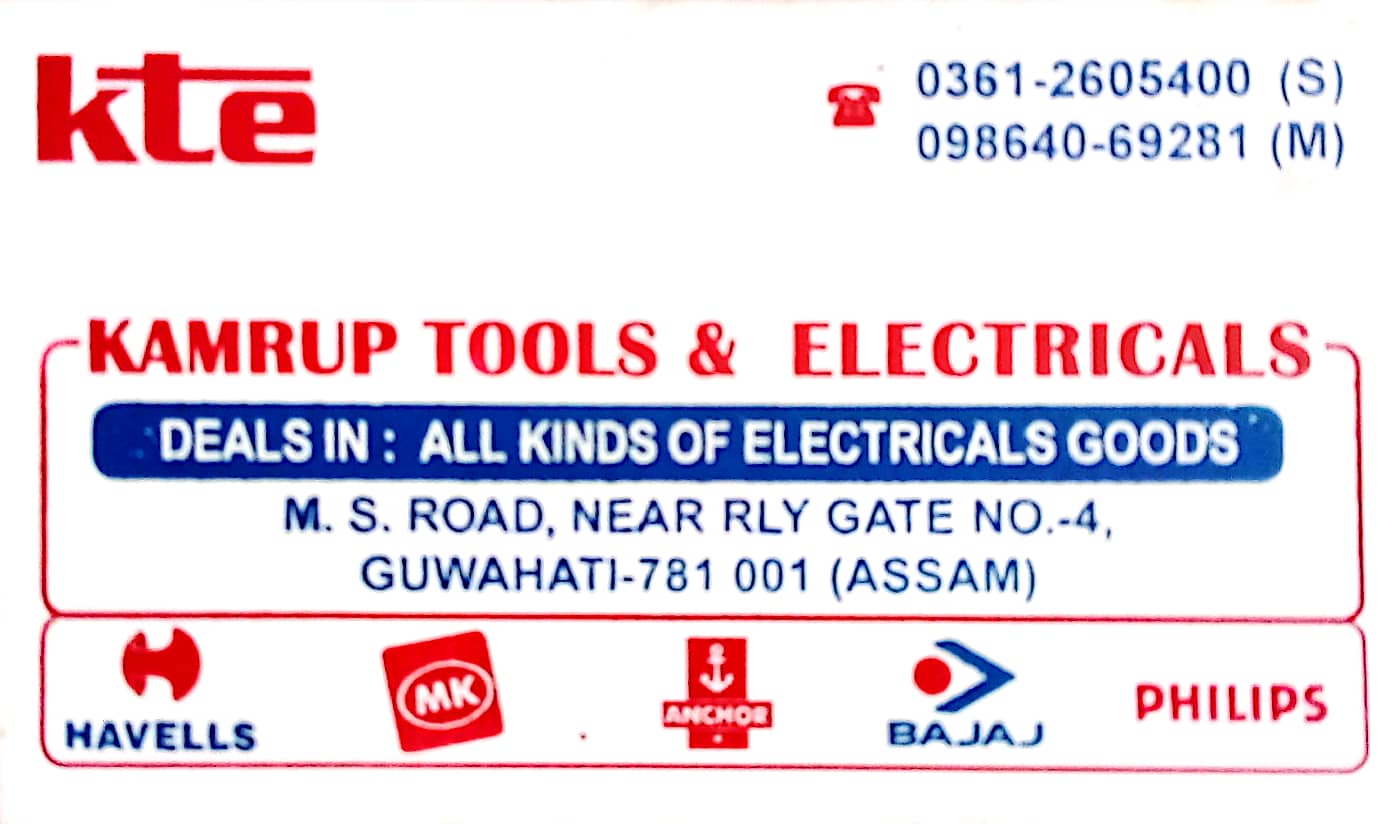 kte
0361-2605400 (S)
098640-69281 (M)
KAMRUP TOOLS & ELECTRICALS
DEALS IN : ALL KINDS OF ELECTRICALS GOODS
M. S. ROAD, NEAR RLY GATE NO.-4,
GUWAHATI-781 001 (ASSAM)
HAVELLS
MK
ANCHOR
BAJAJ
PHILIPS